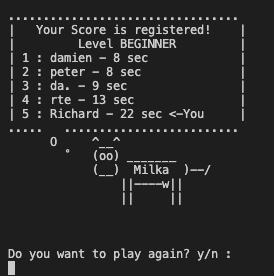 Your Score is registered!
Level BEGINNER
1 : damien - 8 sec
2 : peter - 8 sec
3 : da. - 9 sec
4 : rte - 13 sec
5 : Richard - 22 sec <-You
Milka
Do you want to play again? y/n :